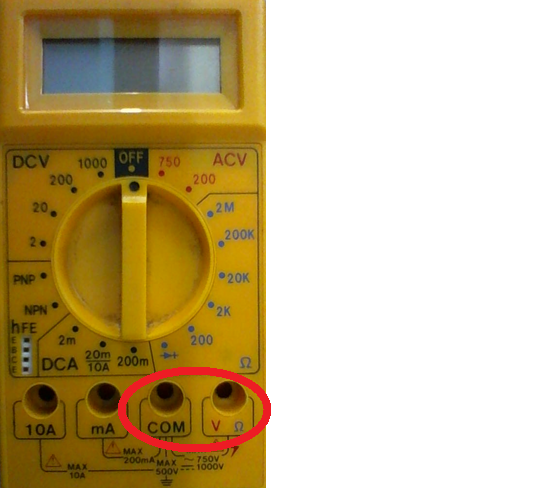 DCV 1000 OFF 750 ACV
200 200
20 2M
2 200K
PNP 20K
NPN 2K
hFE 2m 200
E
B
C
E
DCA 20m/10A 200m Ω
10A mA COM V Ω
MAX 10A
MAX 200mA
MAX 500V
750V
1000V